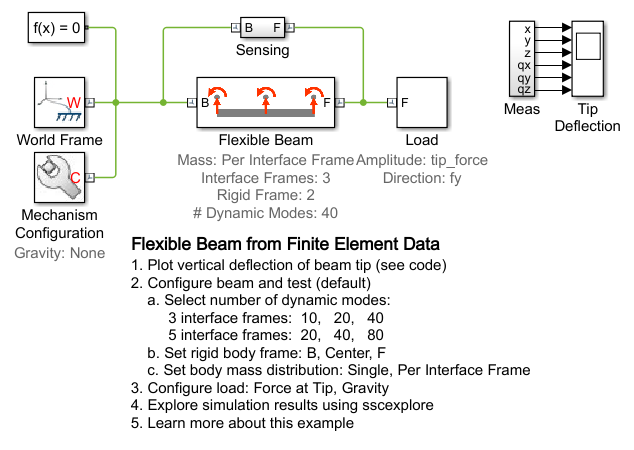 f(x) = 0
B F
Sensing
x
y
z
qx
qy
qz
Meas
Tip
Deflection
W
World Frame
B F
Flexible Beam
Mass: Per Interface Frame
Interface Frames: 3
Rigid Frame: 2
# Dynamic Modes: 40
F
Load
Amplitude: tip_force
Direction: fy
C
Mechanism
Configuration
Gravity: None
Flexible Beam from Finite Element Data
1. Plot vertical deflection of beam tip (see code)
2. Configure beam and test (default)
a. Select number of dynamic modes:
3 interface frames: 10, 20, 40
5 interface frames: 20, 40, 80
b. Set rigid body frame: B, Center, F
c. Set body mass distribution: Single, Per Interface Frame
3. Configure load: Force at Tip, Gravity
4. Explore simulation results using sscexplore
5. Learn more about this example